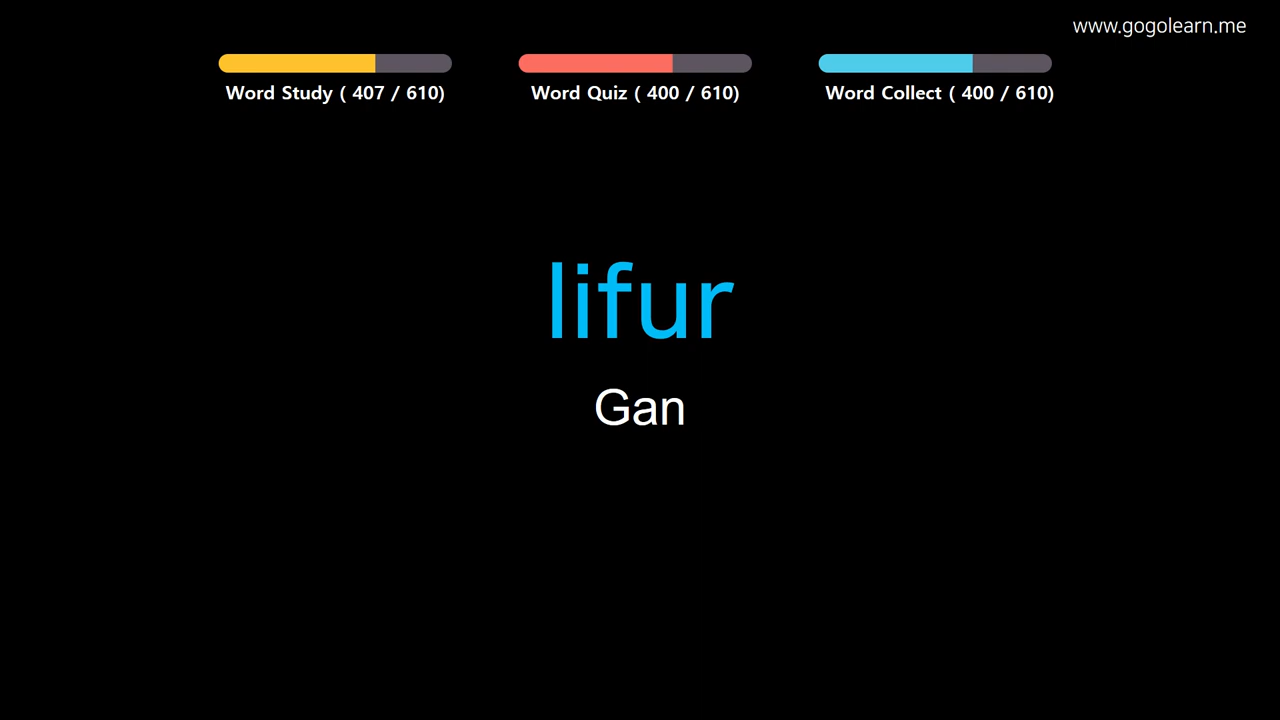 www.gogolearn.me
Word Study ( 407 / 610)
Word Quiz ( 400 / 610)
Word Collect ( 400 / 610)
lifur
Gan